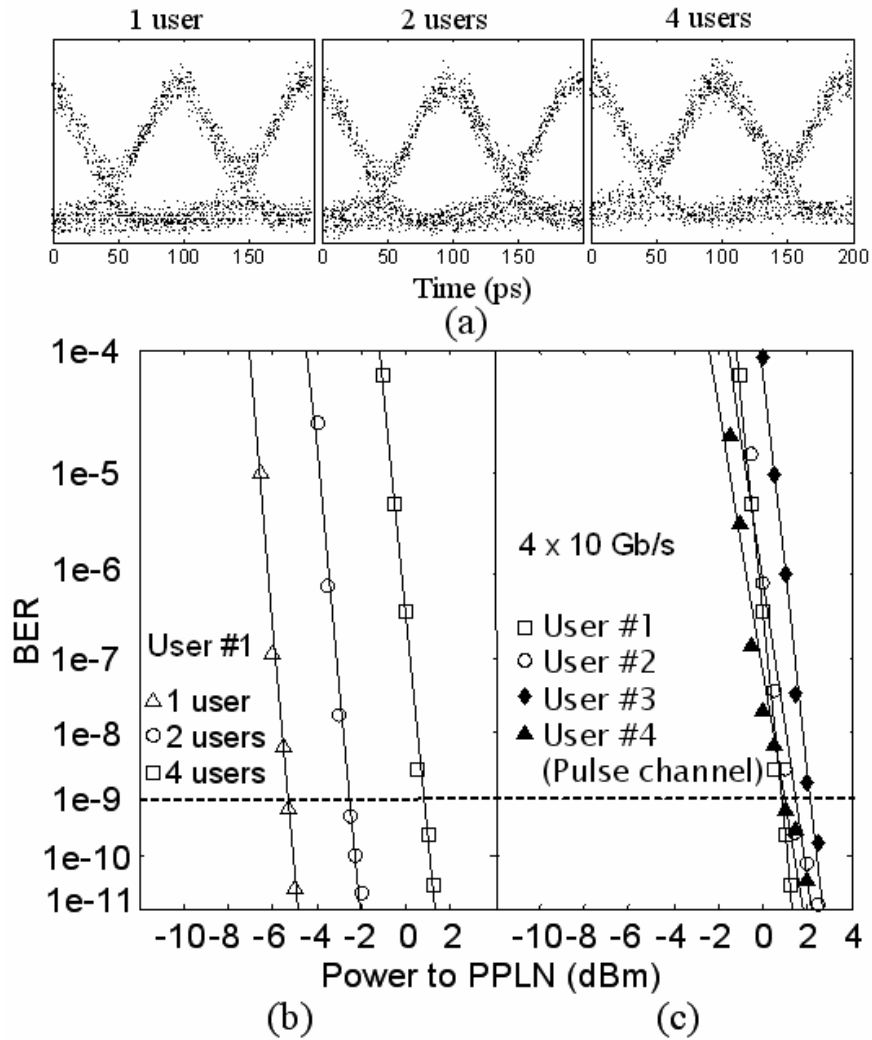 1 user 2 users 4 users
0 50 100 150 0 50 100 150 0 50 100 150 200
Time (ps)
(a)
1e-4
1e-5
1e-6
1e-7
1e-8
1e-9
1e-10
1e-11
BER
User #1
1 user
2 users
4 users
4 x 10 Gb/s
User #1
User #2
User #3
User #4
(Pulse channel)
-10 -8 -6 -4 -2 0 2 -10 -8 -6 -4 -2 0 2 4
Power to PPLN (dBm)
(b) (c)